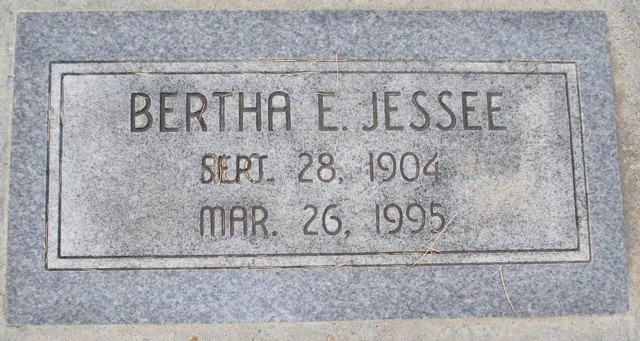 BERTHA E. JESSEE
SEPT. 28, 1904
MAR. 26, 1995